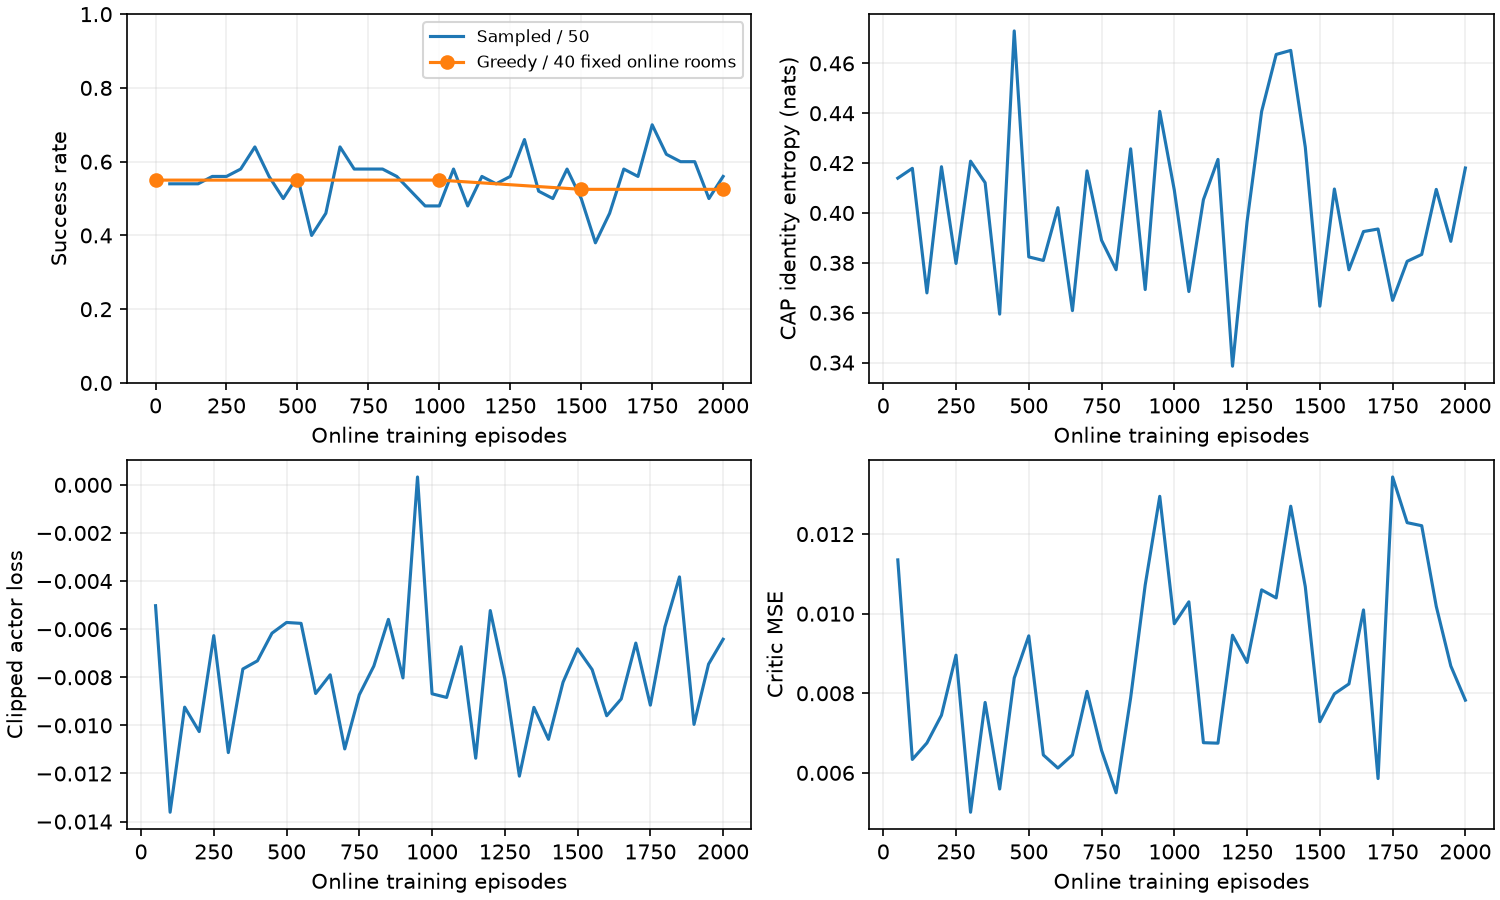 1.0
0.8
0.6
0.4
0.2
0.0
Success rate
Sampled / 50
Greedy / 40 fixed online rooms
0 250 500 750 1000 1250 1500 1750 2000
Online training episodes
0.46
0.44
0.42
0.40
0.38
0.36
0.34
CAP identity entropy (nats)
0 250 500 750 1000 1250 1500 1750 2000
Online training episodes
0.000
−0.002
−0.004
−0.006
−0.008
−0.010
−0.012
−0.014
Clipped actor loss
0 250 500 750 1000 1250 1500 1750 2000
Online training episodes
0.012
0.010
0.008
0.006
Critic MSE
0 250 500 750 1000 1250 1500 1750 2000
Online training episodes